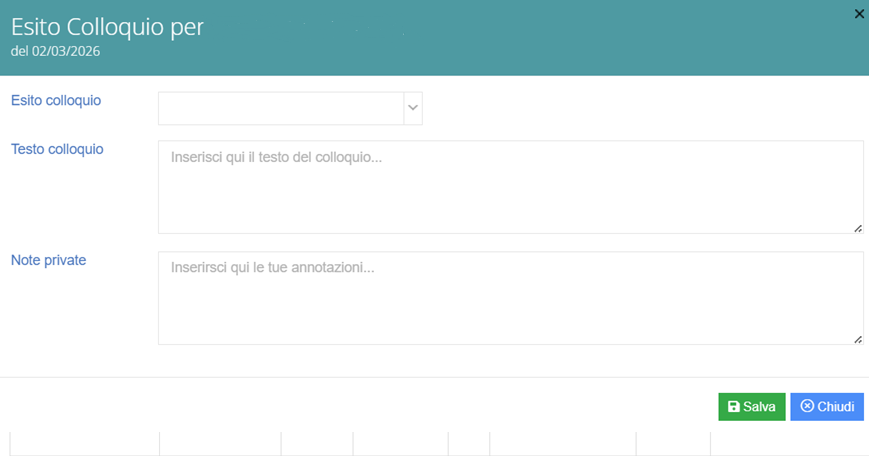 Esito Colloquio per
del 02/03/2026
Esito colloquio
Testo colloquio
Inserisci qui il testo del colloquio...
Note private
Inserirsci qui le tue annotazioni...
Salva
Chiudi